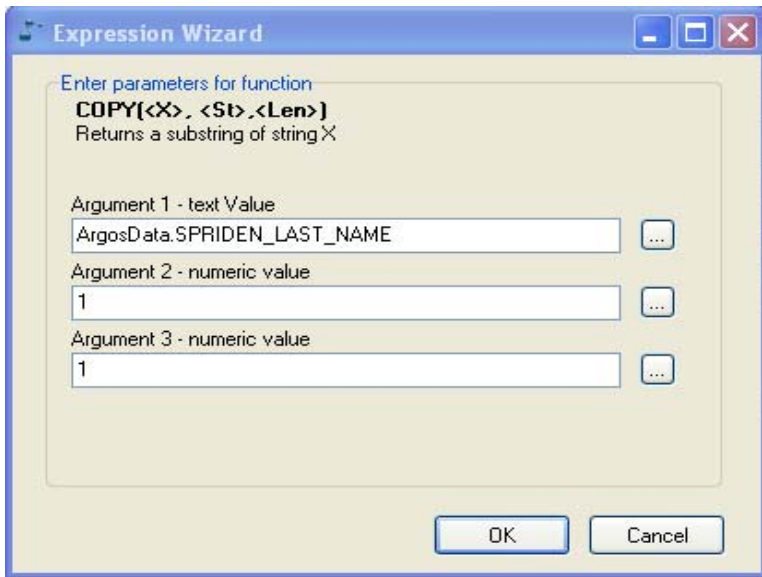 Expression Wizard
Enter parameters for function
COPY(<X>, <St>,<Len>)
Returns a substring of string X
Argument 1 - text Value
ArgosData.SPRIDEN_LAST_NAME
...
Argument 2 - numeric value
1
...
Argument 3 - numeric value
1
...
OK Cancel